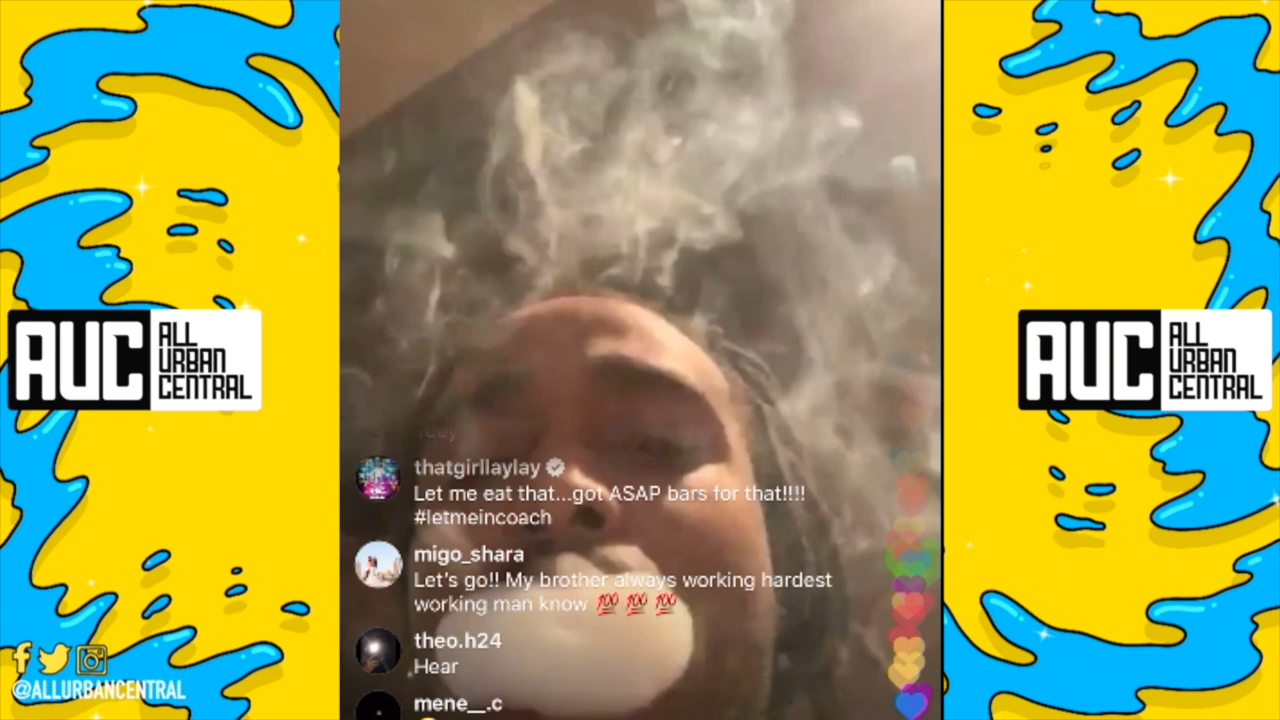 AUC
ALL
URBAN
CENTRAL
thatgirllaylay
Let me eat that...got ASAP bars for that!!!!
#letmeincoach
migo_shara
Let's go!! My brother always working hardest
working man know 💯 💯 💯
theo.h24
Hear
mene__.c
@ALLURBANCENTRAL
AUC
ALL
URBAN
CENTRAL